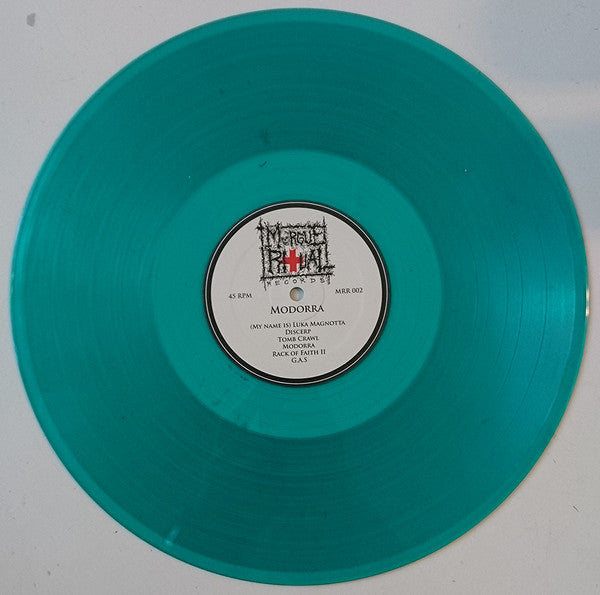 MORGUE
RITUAL
RECORDS
45 RPM
MRR 002
MODORRA
(MY NAME IS) LUKA MAGNOTTA
DISCERP
TOMB CRAWL
MODORRA
RACK OF FAITH II
G.A.S